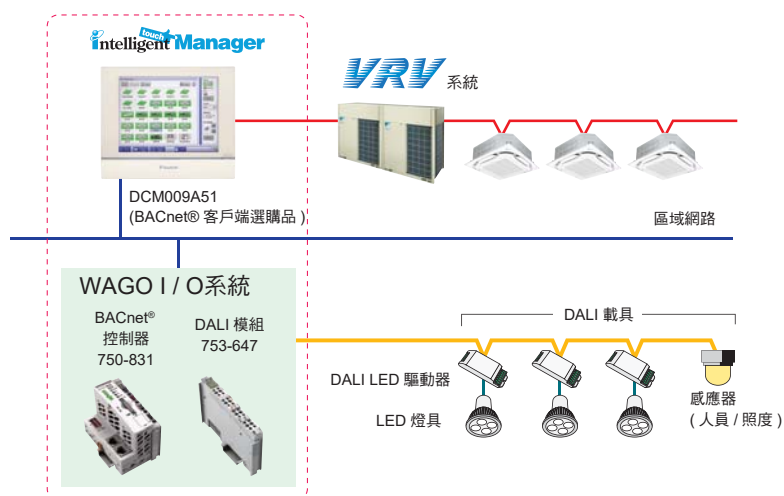 intelligent touch Manager
VRV 系統
DCM009A51
(BACnet® 客戶端選購品 )
區域網路
WAGO I / O系統
BACnet®
控制器
750-831
DALI 模組
753-647
DALI 載具
DALI LED 驅動器
LED 燈具
感應器
( 人員 / 照度 )